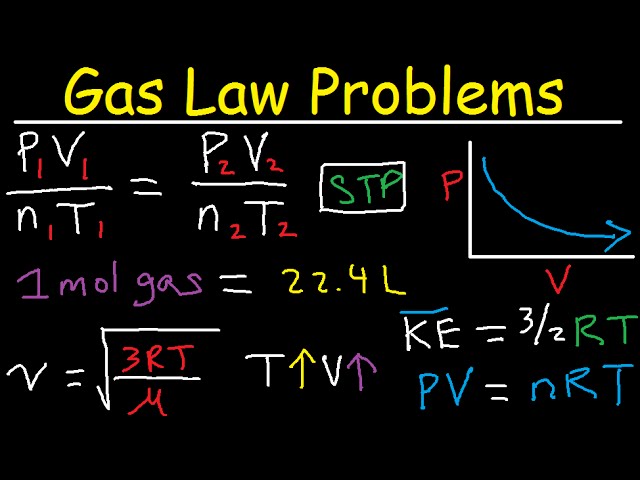 Gas Law Problems
P₁V₁/n₁T₁ = P₂V₂/n₂T₂
STP
P
V
1 mol gas = 22.4 L
KE = 3/2 RT
v = √(3RT/μ)
T↑V↑
PV = nRT